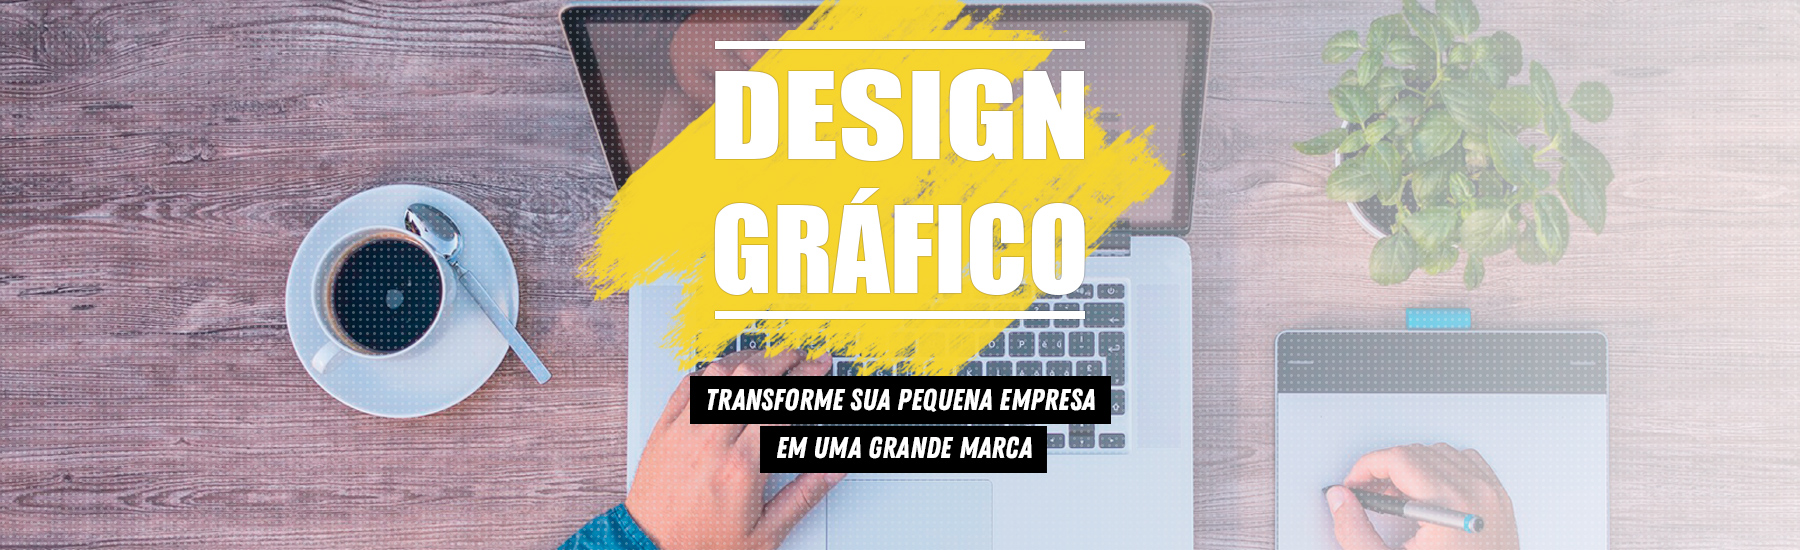 DESIGN
GRÁFICO
TRANSFORME SUA PEQUENA EMPRESA
EM UMA GRANDE MARCA